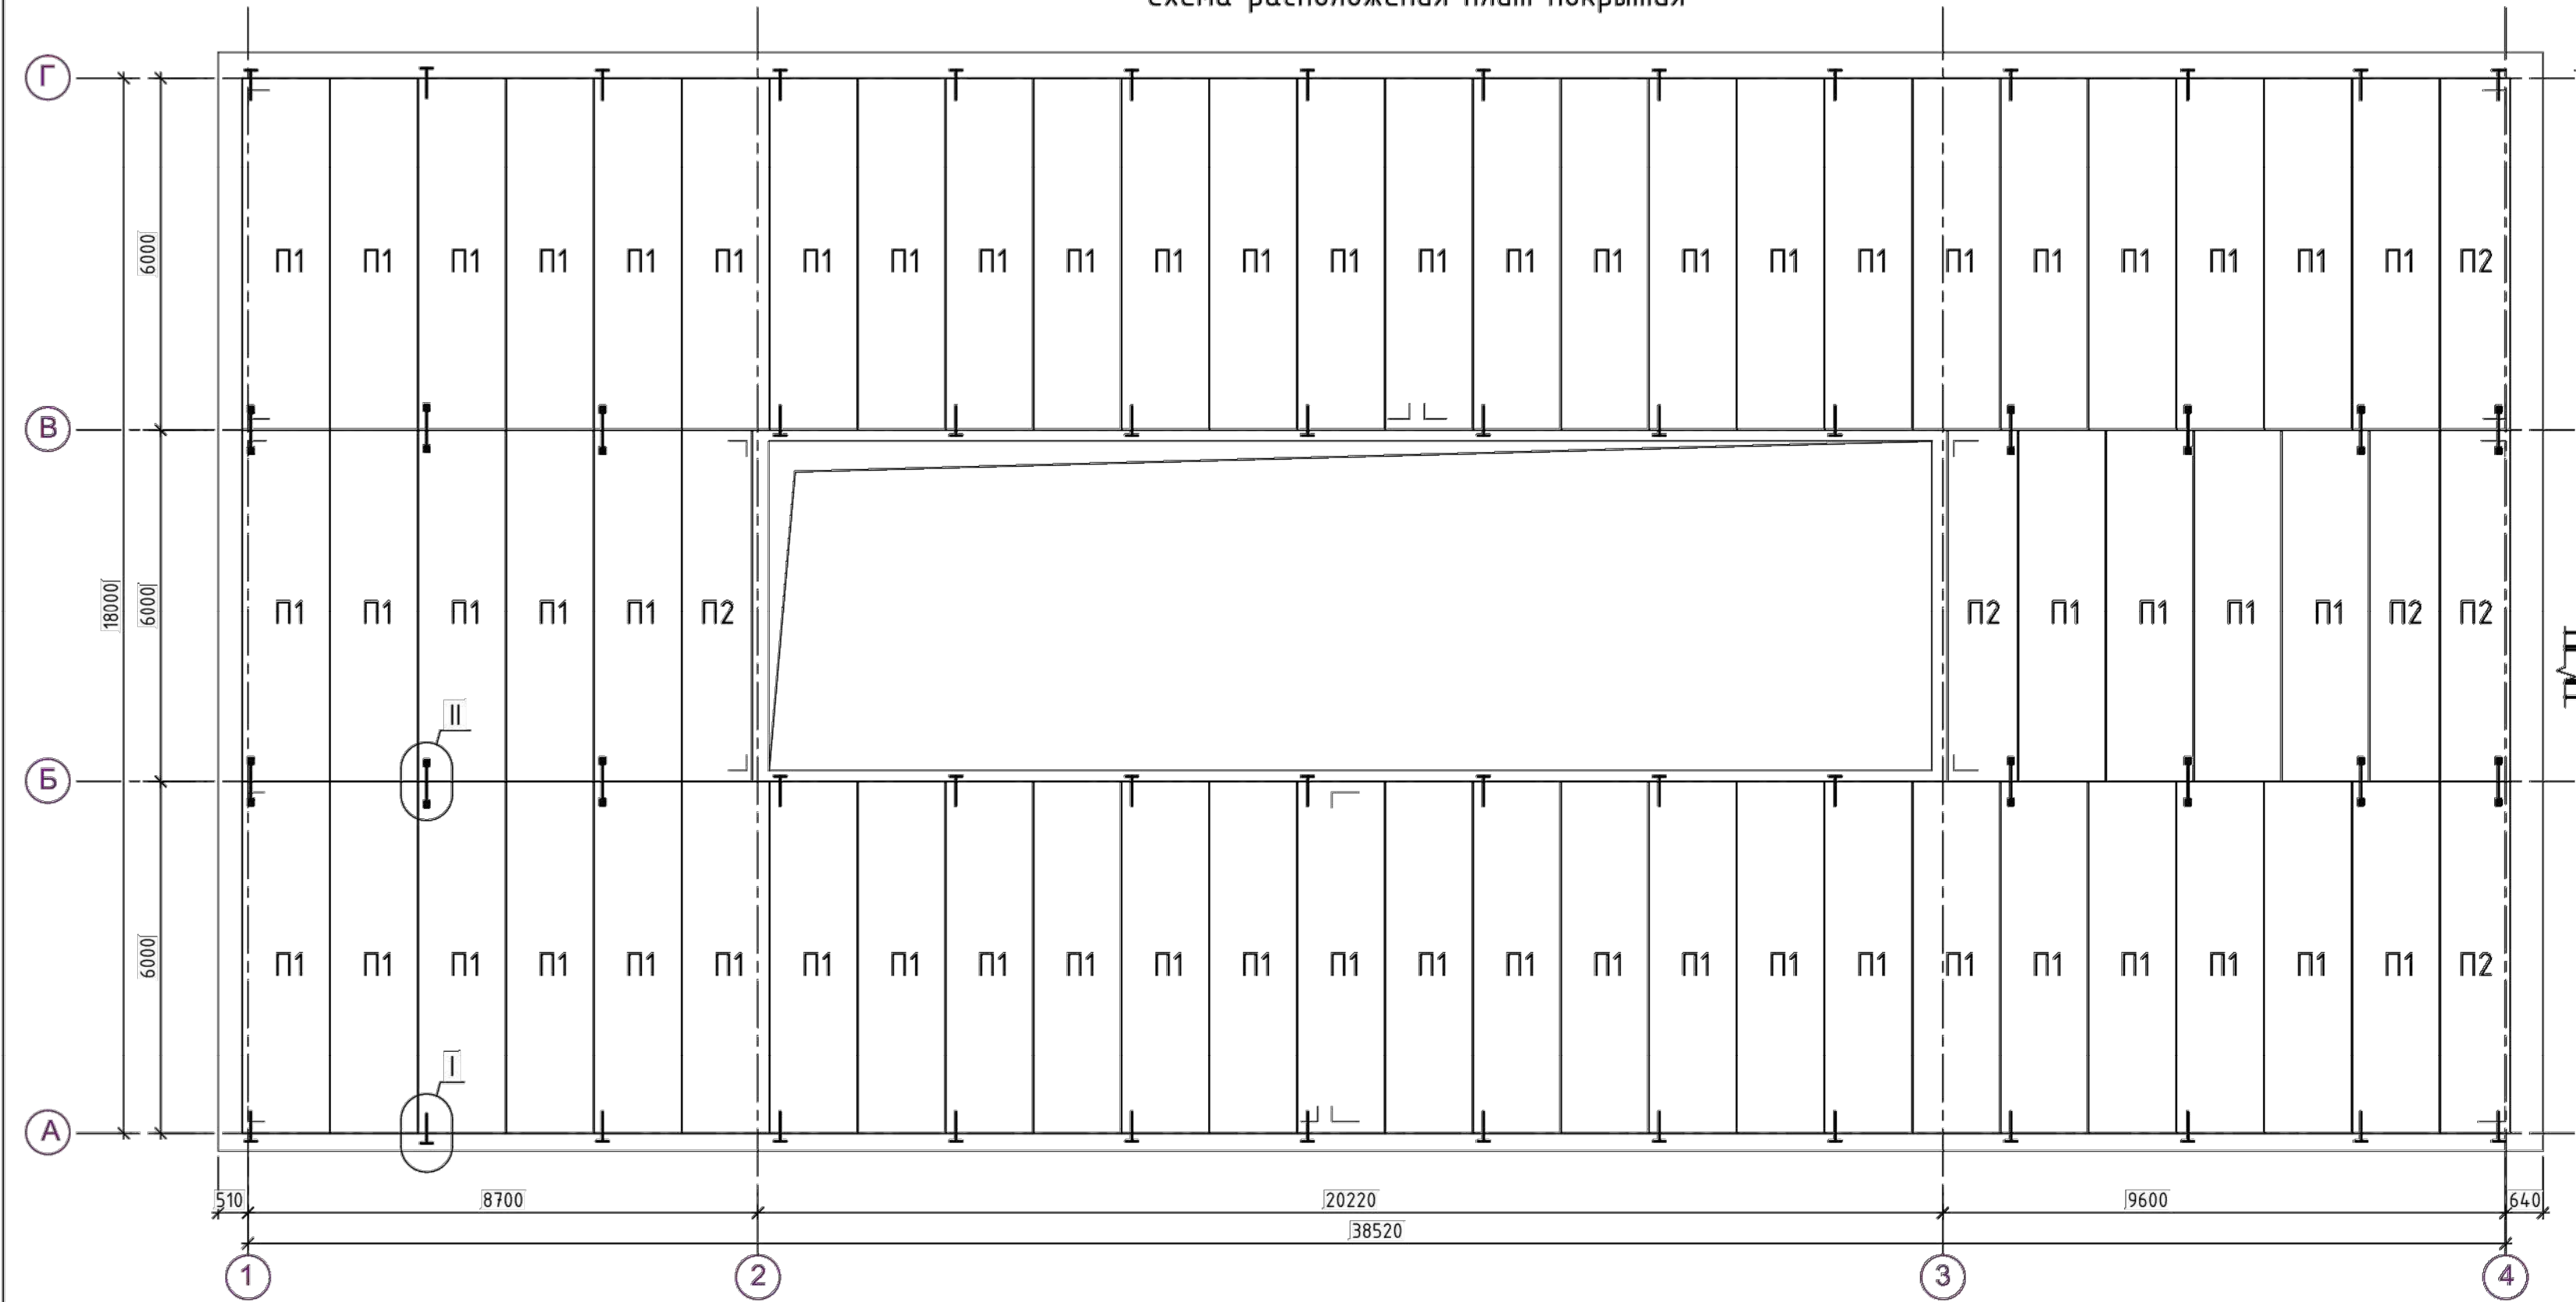 Схема расположения плит покрытия
Г
6000
П1 П1 П1 П1 П1 П1 П1 П1 П1 П1 П1 П1 П1 П1 П1 П1 П1 П1 П1 П1 П1 П1 П1 П1 П1 П2
В
18000 6000
П1 П1 П1 П1 П1 П2 П2 П1 П1 П1 П1 П2 П2
II
Б
6000
П1 П1 П1 П1 П1 П1 П1 П1 П1 П1 П1 П1 П1 П1 П1 П1 П1 П1 П1 П1 П1 П1 П1 П1 П1 П2
I
А
510 8700 20220 9600 640
38520
1 2 3 4